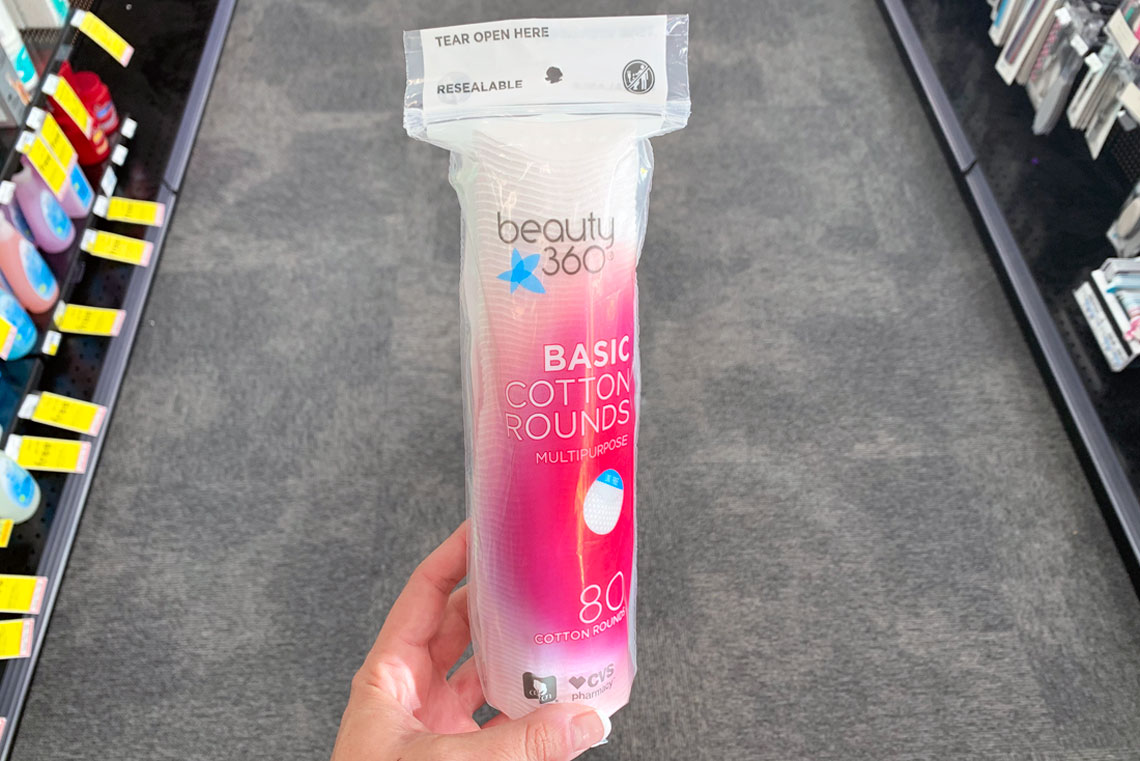 TEAR OPEN HERE
RESEALABLE
beauty
360
BASIC
COTTON
ROUNDS
MULTIPURPOSE
80
COTTON ROUNDS
CVS
pharmacy